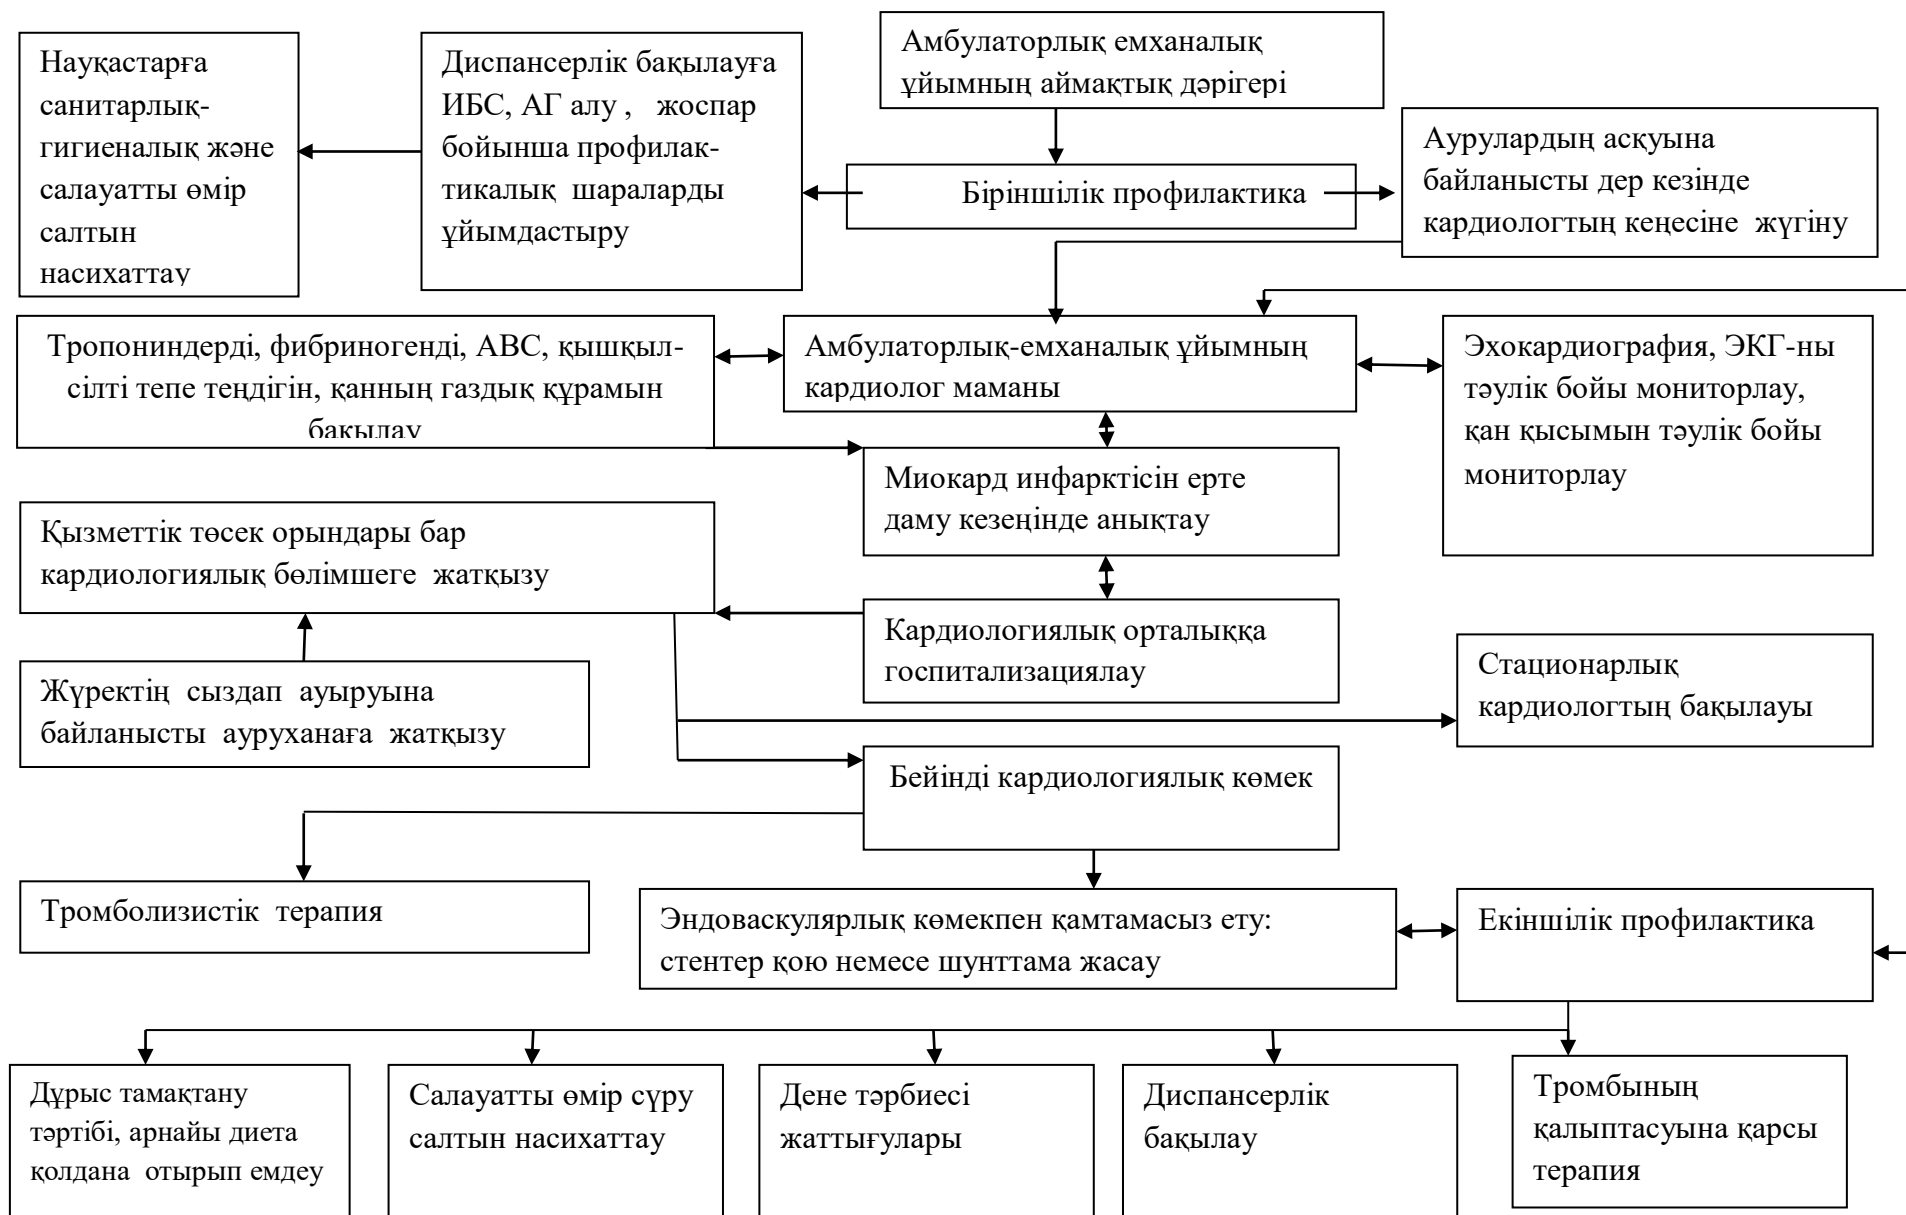 Амбулаторлық емханалық
ұйымның аймақтық дәрігері
Науқастарға
санитарлық-
гигиеналық және
салауатты өмір
салтын
насихаттау
Диспансерлік бақылауға
ИБС, АГ алу , жоспар
бойынша профилак-
тикалық шараларды
ұйымдастыру
Біріншілік профилактика
Аурулардың асқуына
байланысты дер кезінде
кардиологтың кеңесіне жүгіну
Тропониндерді, фибриногенді, АВС, қышқыл-
сілті тепе теңдігін, қанның газдық құрамын
бақылау
Амбулаторлық-емханалық ұйымның
кардиолог маманы
Эхокардиография, ЭКГ-ны
тәулік бойы мониторлау,
қан қысымын тәулік бойы
мониторлау
Миокард инфарктісін ерте
даму кезеңінде анықтау
Қызметтік төсек орындары бар
кардиологиялық бөлімшеге жатқызу
Кардиологиялық орталыққа
госпитализациялау
Жүректің сыздап ауыруына
байланысты ауруханаға жатқызу
Стационарлық
кардиологтың бақылауы
Бейінді кардиологиялық көмек
Тромболизистік терапия
Эндоваскулярлық көмекпен қамтамасыз ету:
стентер қою немесе шунттама жасау
Екіншілік профилактика
Дұрыс тамақтану
тәртібі, арнайы диета
қолдана отырып емдеу
Салауатты өмір сүру
салтын насихаттау
Дене тәрбиесі
жаттығулары
Диспансерлік
бақылау
Тромбының
қалыптасуына қарсы
терапия